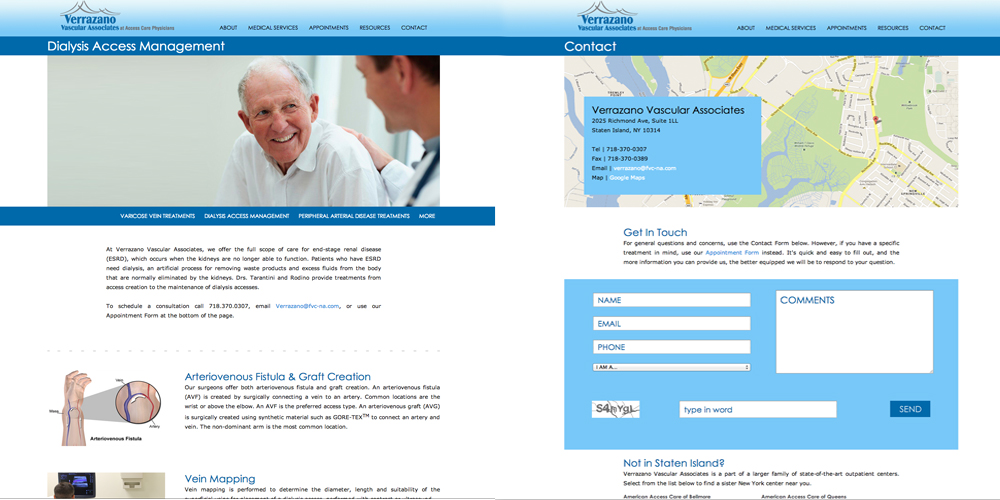 Verrazano
Vascular Associates at Access Care Physicians
ABOUT MEDICAL SERVICES APPOINTMENTS RESOURCES CONTACT
Dialysis Access Management
VARICOSE VEIN TREATMENTS DIALYSIS ACCESS MANAGEMENT PERIPHERAL ARTERIAL DISEASE TREATMENTS MORE
At Verrazano Vascular Associates, we offer the full scope of care for end-stage renal disease
(ESRD), which occurs when the kidneys are no longer able to function. Patients who have ESRD
need dialysis, an artificial process for removing waste products and excess fluids from the body
that are normally eliminated by the kidneys. Drs. Tarantini and Rodino provide treatments from
access creation to the maintenance of dialysis accesses.
To schedule a consultation call 718.370.0307, email Verrazano@fvc-na.com, or use our
Appointment Form at the bottom of the page.
Arteriovenous Fistula & Graft Creation
Our surgeons offer both arteriovenous fistula and graft creation. An arteriovenous fistula
(AVF) is created by surgically connecting a vein to an artery. Common locations are the
wrist or above the elbow. An AVF is the preferred access type. An arteriovenous graft (AVG)
is surgically created using synthetic material such as GORE-TEX™ to connect an artery and
vein. The non-dominant arm is the most common location.
Vein
Artery
Arteriovenous Fistula
Vein Mapping
Vein mapping is performed to determine the diameter, length and suitability of the
Verrazano
Vascular Associates at Access Care Physicians
ABOUT MEDICAL SERVICES APPOINTMENTS RESOURCES CONTACT
Contact
Verrazano Vascular Associates
2025 Richmond Ave, Suite 1LL
Staten Island, NY 10314
Tel | 718-370-0307
Fax | 718-370-0389
Email | verrazano@fvc-na.com
Map | Google Maps
NEW SPRINGVILLE
Get In Touch
For general questions and concerns, use the Contact Form below. However, if you have a specific
treatment in mind, use our Appointment Form instead. It's quick and easy to fill out, and the
more information you can provide us, the better equipped we will be to respond to your question.
NAME
EMAIL
PHONE
I AM A...
COMMENTS
type in word
SEND
Not in Staten Island?
Verrazano Vascular Associates is a part of a larger family of state-of-the-art outpatient centers.
Select from the list below to find a sister New York center near you.
American Access Care of Bellmore American Access Care of Queens